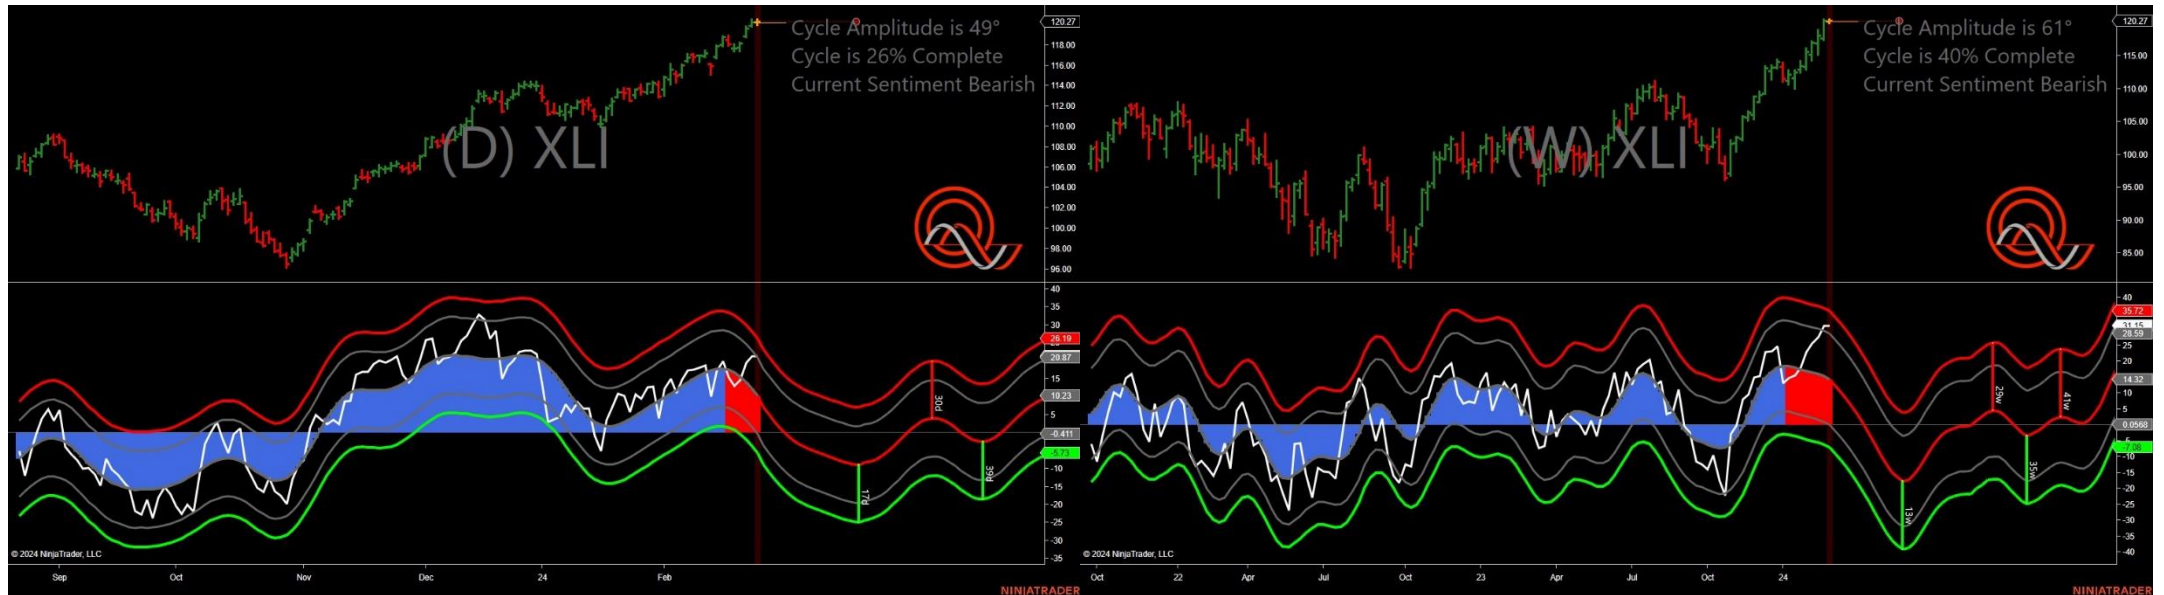 Cycle Amplitude is 49°
Cycle is 26% Complete
Current Sentiment Bearish
(D) XLI
120.27
118.00
116.00
114.00
112.00
110.00
108.00
106.00
104.00
102.00
100.00
98.00
96.00
40
35
30
26.19
20.87
15
10.23
5
-0.411
-5.73
-10
-15
-20
-25
-30
-35
17d
30d
39d
© 2024 NinjaTrader, LLC
Sep
Oct
Nov
Dec
24
Feb
NINJATRADER
Cycle Amplitude is 61°
Cycle is 40% Complete
Current Sentiment Bearish
(W) XLI
120.27
115.00
110.00
105.00
100.00
95.00
90.00
85.00
40
35.72
31.15
28.59
25
20
14.32
10
5
0.0568
-7.08
-10
-15
-20
-25
-30
-35
-40
13w
29w
35w
41w
© 2024 NinjaTrader, LLC
Oct
22
Apr
Jul
Oct
23
Apr
Jul
Oct
24
NINJATRADER